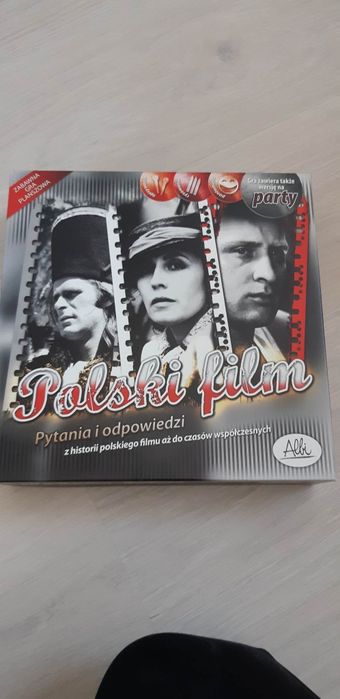 ZABAWNA
GRA
PLANSZOWA
Gra zawiera także
wersję na
party
Polski film
Pytania i odpowiedzi
z historii polskiego filmu aż do czasów współczesnych
Albi